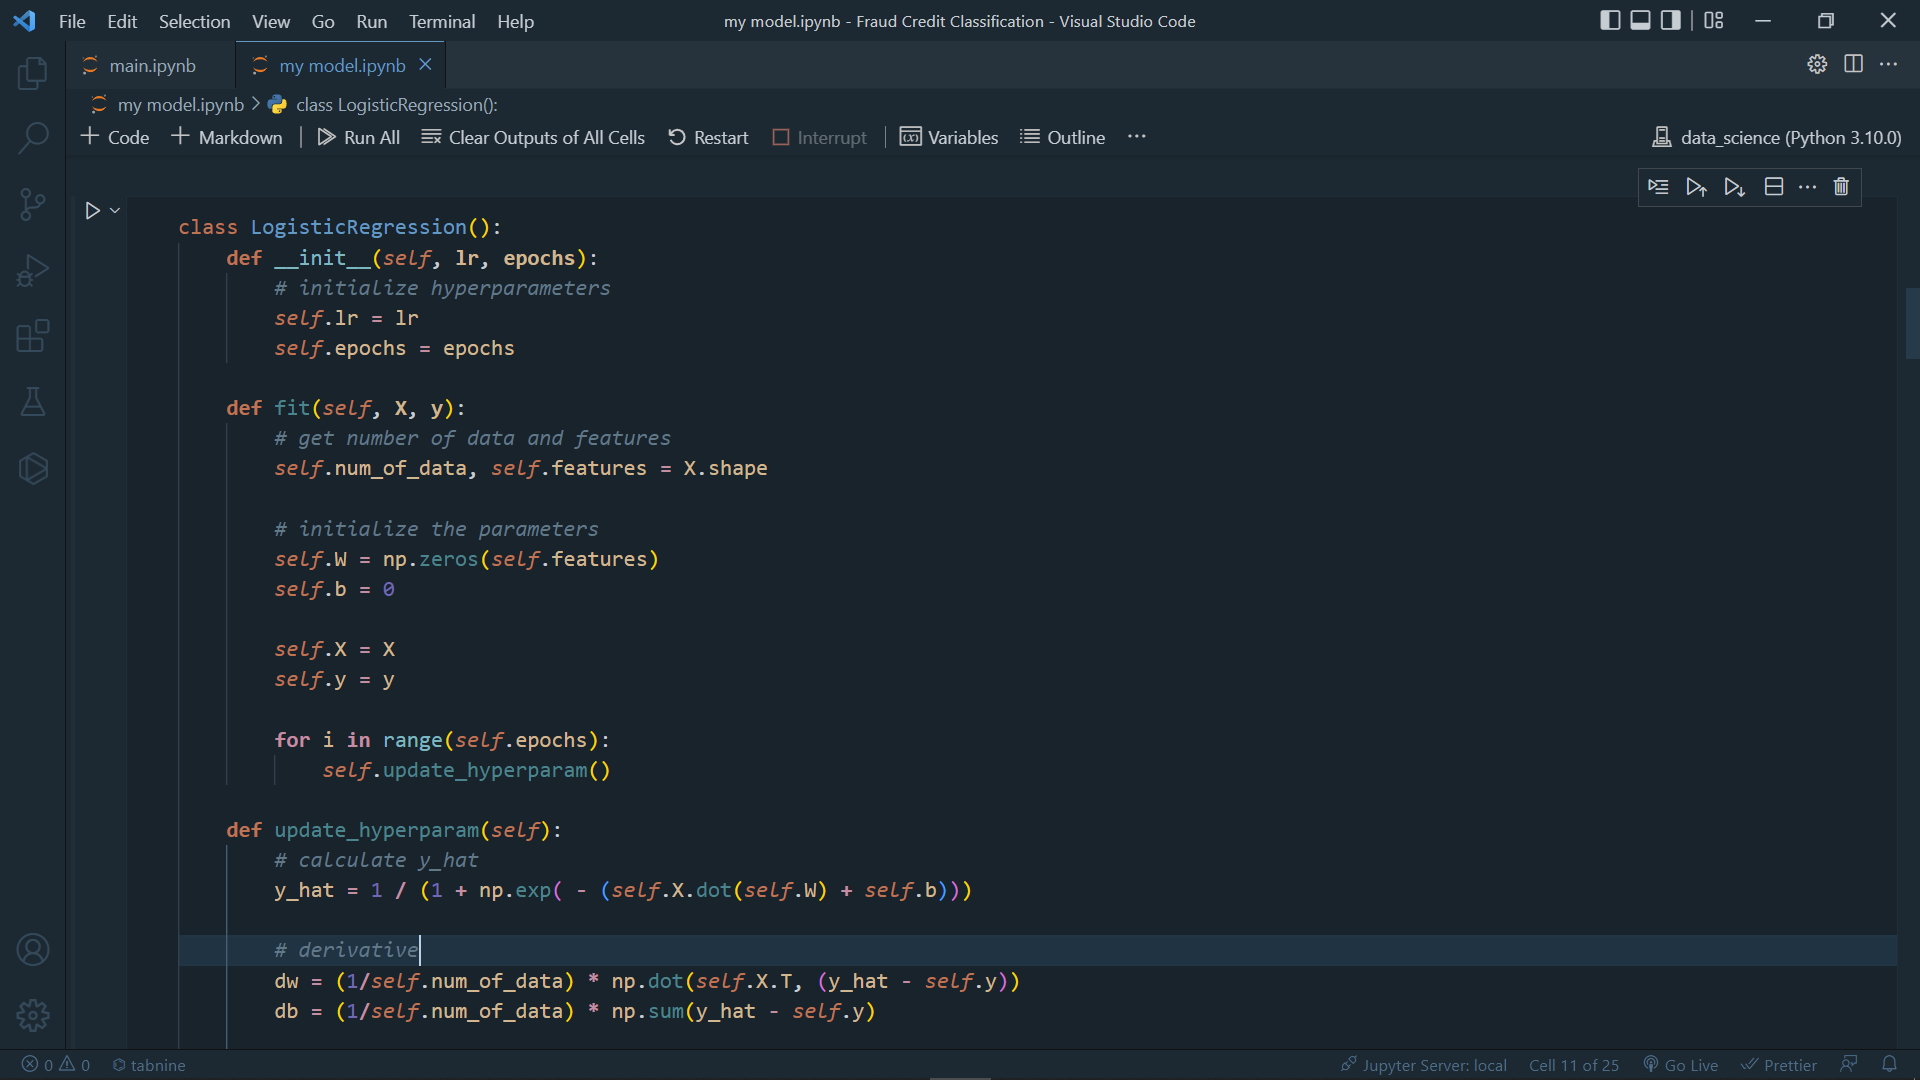 File Edit Selection View Go Run Terminal Help my model.ipynb - Fraud Credit Classification - Visual Studio Code
main.ipynb my model.ipynb
my model.ipynb > class LogisticRegression():
+ Code + Markdown | Run All Clear Outputs of All Cells Restart Interrupt | Variables Outline ... data_science (Python 3.10.0)
class LogisticRegression():
    def __init__(self, lr, epochs):
        # initialize hyperparameters
        self.lr = lr
        self.epochs = epochs
    def fit(self, X, y):
        # get number of data and features
        self.num_of_data, self.features = X.shape
        # initialize the parameters
        self.W = np.zeros(self.features)
        self.b = 0
        self.X = X
        self.y = y
        for i in range(self.epochs):
            self.update_hyperparam()
    def update_hyperparam(self):
        # calculate y_hat
        y_hat = 1 / (1 + np.exp( - (self.X.dot(self.W) + self.b)))
        # derivative
        dw = (1/self.num_of_data) * np.dot(self.X.T, (y_hat - self.y))
        db = (1/self.num_of_data) * np.sum(y_hat - self.y)
0 0 tabnine Jupyter Server: local Cell 11 of 25 Go Live Prettier